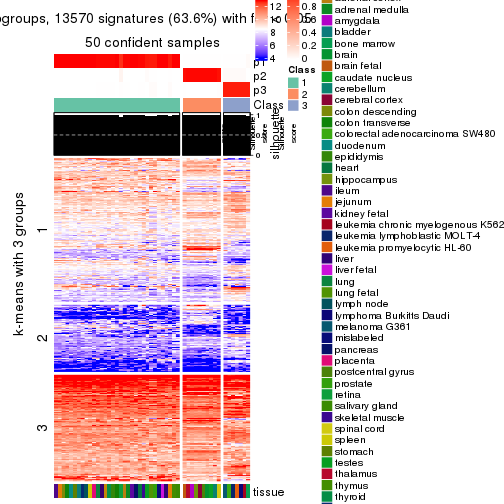 groups, 13570 signatures (63.6%) with f
50 confident samples
p1
p2
p3
Class
1
0.5
0
silhouette
score
12
10
8
6
4
0.8
0.6
0.4
0.2
0
Class
1
2
3
k-means with 3 groups
1
2
3
tissue
adrenal medulla
amygdala
bladder
bone marrow
brain
brain fetal
caudate nucleus
cerebellum
cerebral cortex
colon descending
colon transverse
colorectal adenocarcinoma SW480
duodenum
epididymis
heart
hippocampus
ileum
jejunum
kidney fetal
leukemia chronic myelogenous K562
leukemia lymphoblastic MOLT-4
leukemia promyelocytic HL-60
liver
liver fetal
lung
lung fetal
lymph node
lymphoma Burkitts Daudi
melanoma G361
mislabeled
pancreas
placenta
postcentral gyrus
prostate
retina
salivary gland
skeletal muscle
spinal cord
spleen
stomach
testes
thalamus
thymus
thyroid